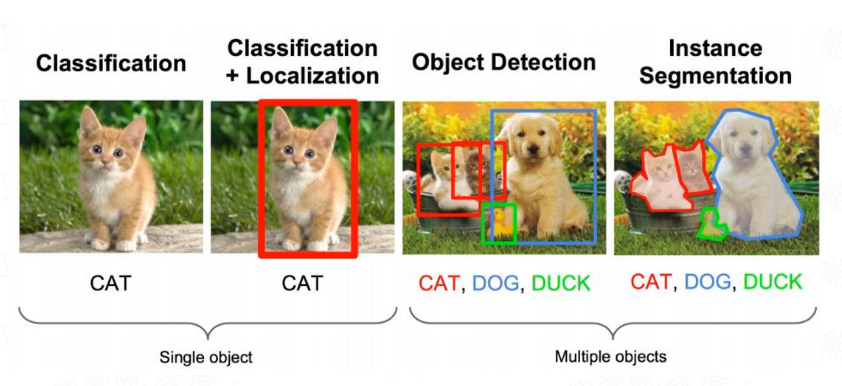 Classification
Classification
+ Localization
Object Detection
Instance
Segmentation
CAT
CAT
CAT, DOG, DUCK
CAT, DOG, DUCK
Single object
Multiple objects